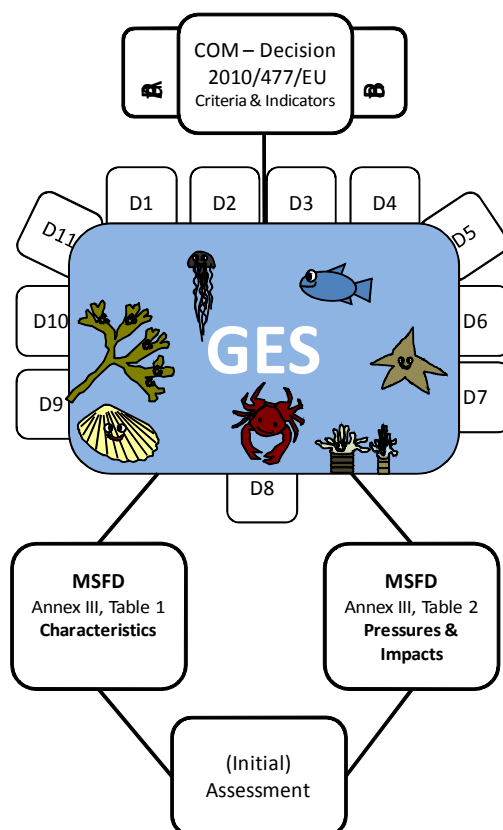 COM – Decision
2010/477/EU
Criteria & Indicators
D1
D2
D3
D4
D11
D5
D10
D6
GES
D9
D7
D8
MSFD
Annex III, Table 1
Characteristics
MSFD
Annex III, Table 2
Pressures &
Impacts
(Initial)
Assessment